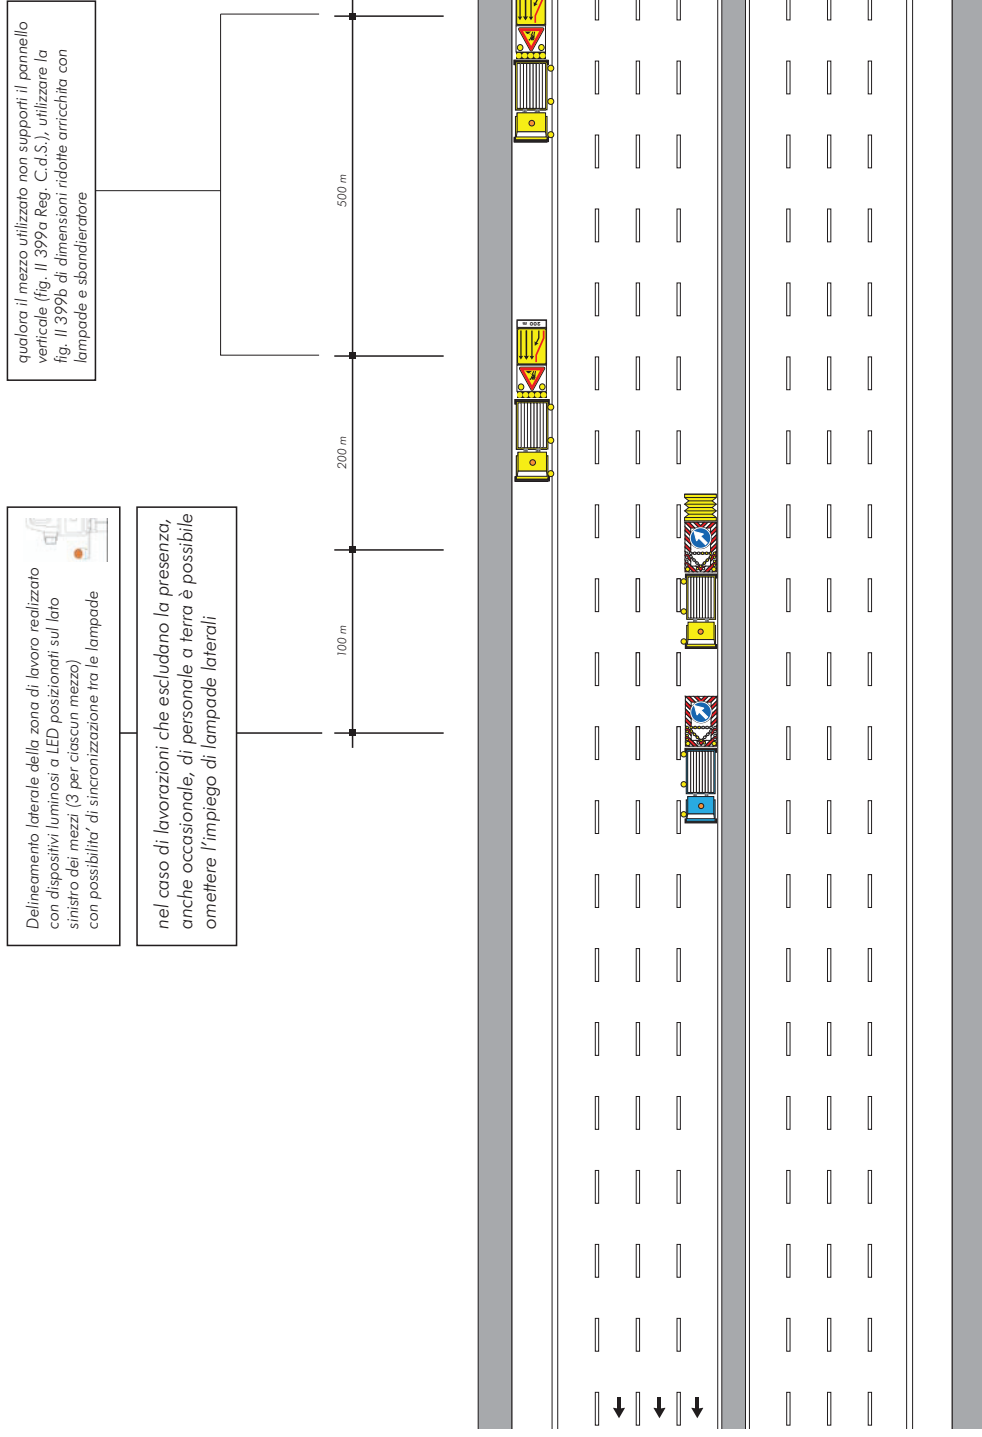 qualora il mezzo utilizzato non supporti il pannello
verticale (fig. II 399a Reg. C.d.S.), utilizzare la
fig. II 399b di dimensioni ridotte arricchita con
lampade e sbandieratore
500 m
200 m
200 m
100 m
Delineamento laterale della zona di lavoro realizzato
con dispositivi luminosi a LED posizionati sul lato
sinistro dei mezzi (3 per ciascun mezzo)
con possibilita' di sincronizzazione tra le lampade
nel caso di lavorazioni che escludano la presenza,
anche occasionale, di personale a terra è possibile
omettere l'impiego di lampade laterali